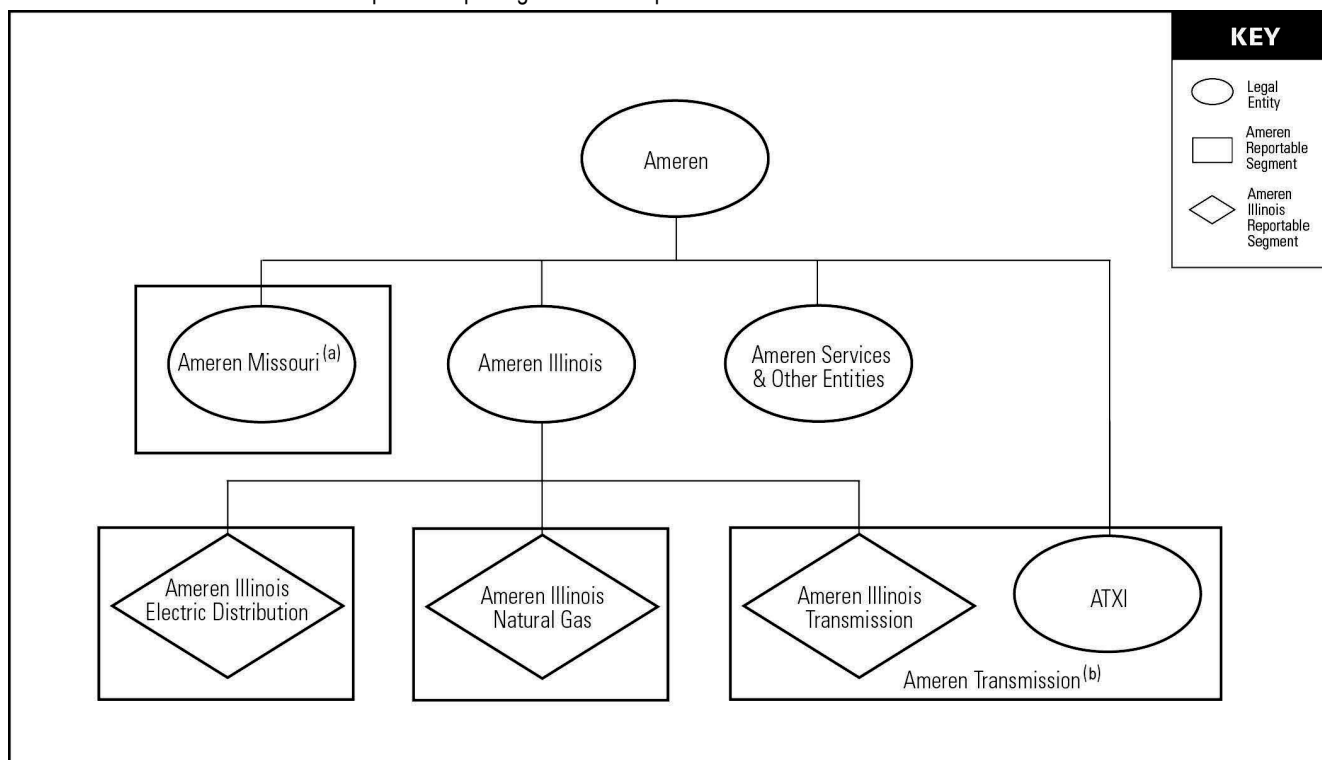 KEY
Legal
Entity
Ameren
Reportable
Segment
Ameren
Illinois
Reportable
Segment
Ameren
Ameren Missouri(a)
Ameren Illinois
Ameren Services
& Other Entities
Ameren Illinois
Electric Distribution
Ameren Illinois
Natural Gas
Ameren Illinois
Transmission
ATXI
Ameren Transmission(b)